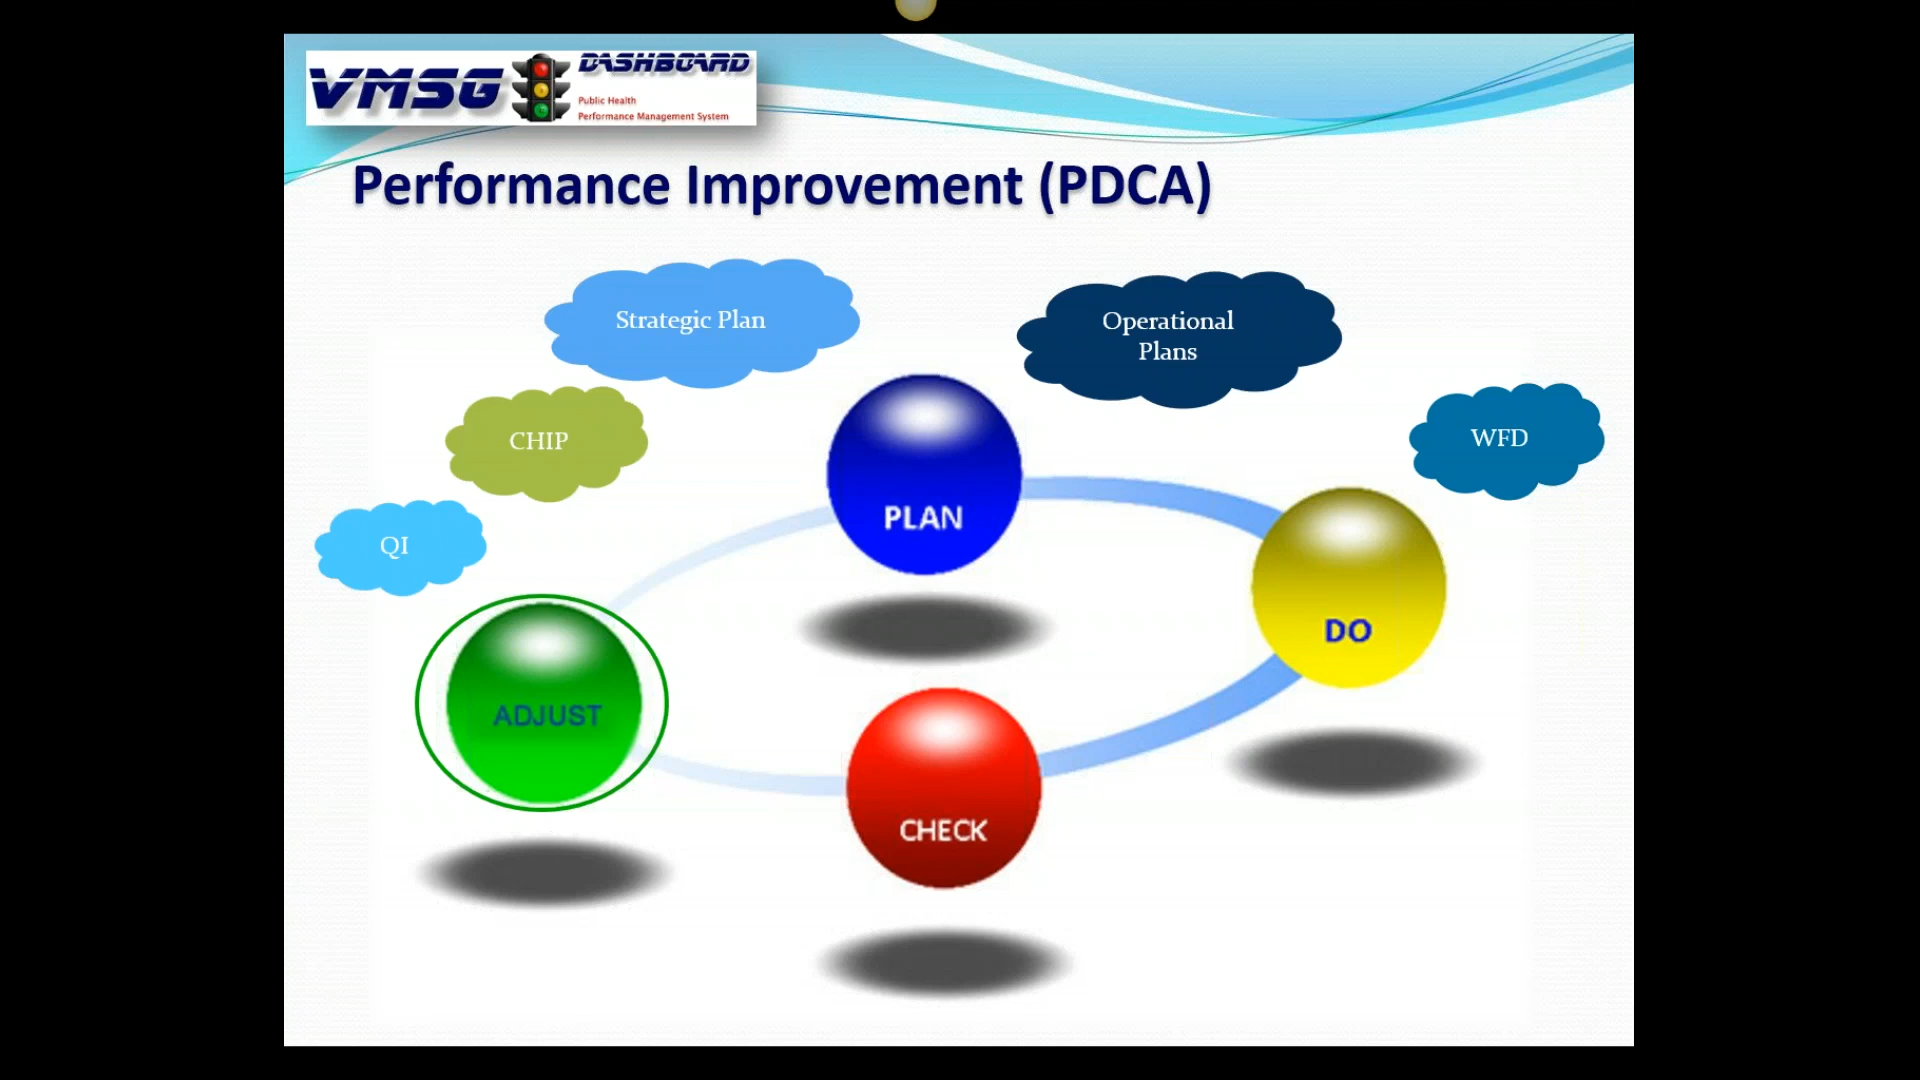 VMSG
DASHBOARD
Public Health
Performance Management System
Performance Improvement (PDCA)
Strategic Plan
Operational
Plans
CHIP
WFD
QI
PLAN
DO
ADJUST
CHECK